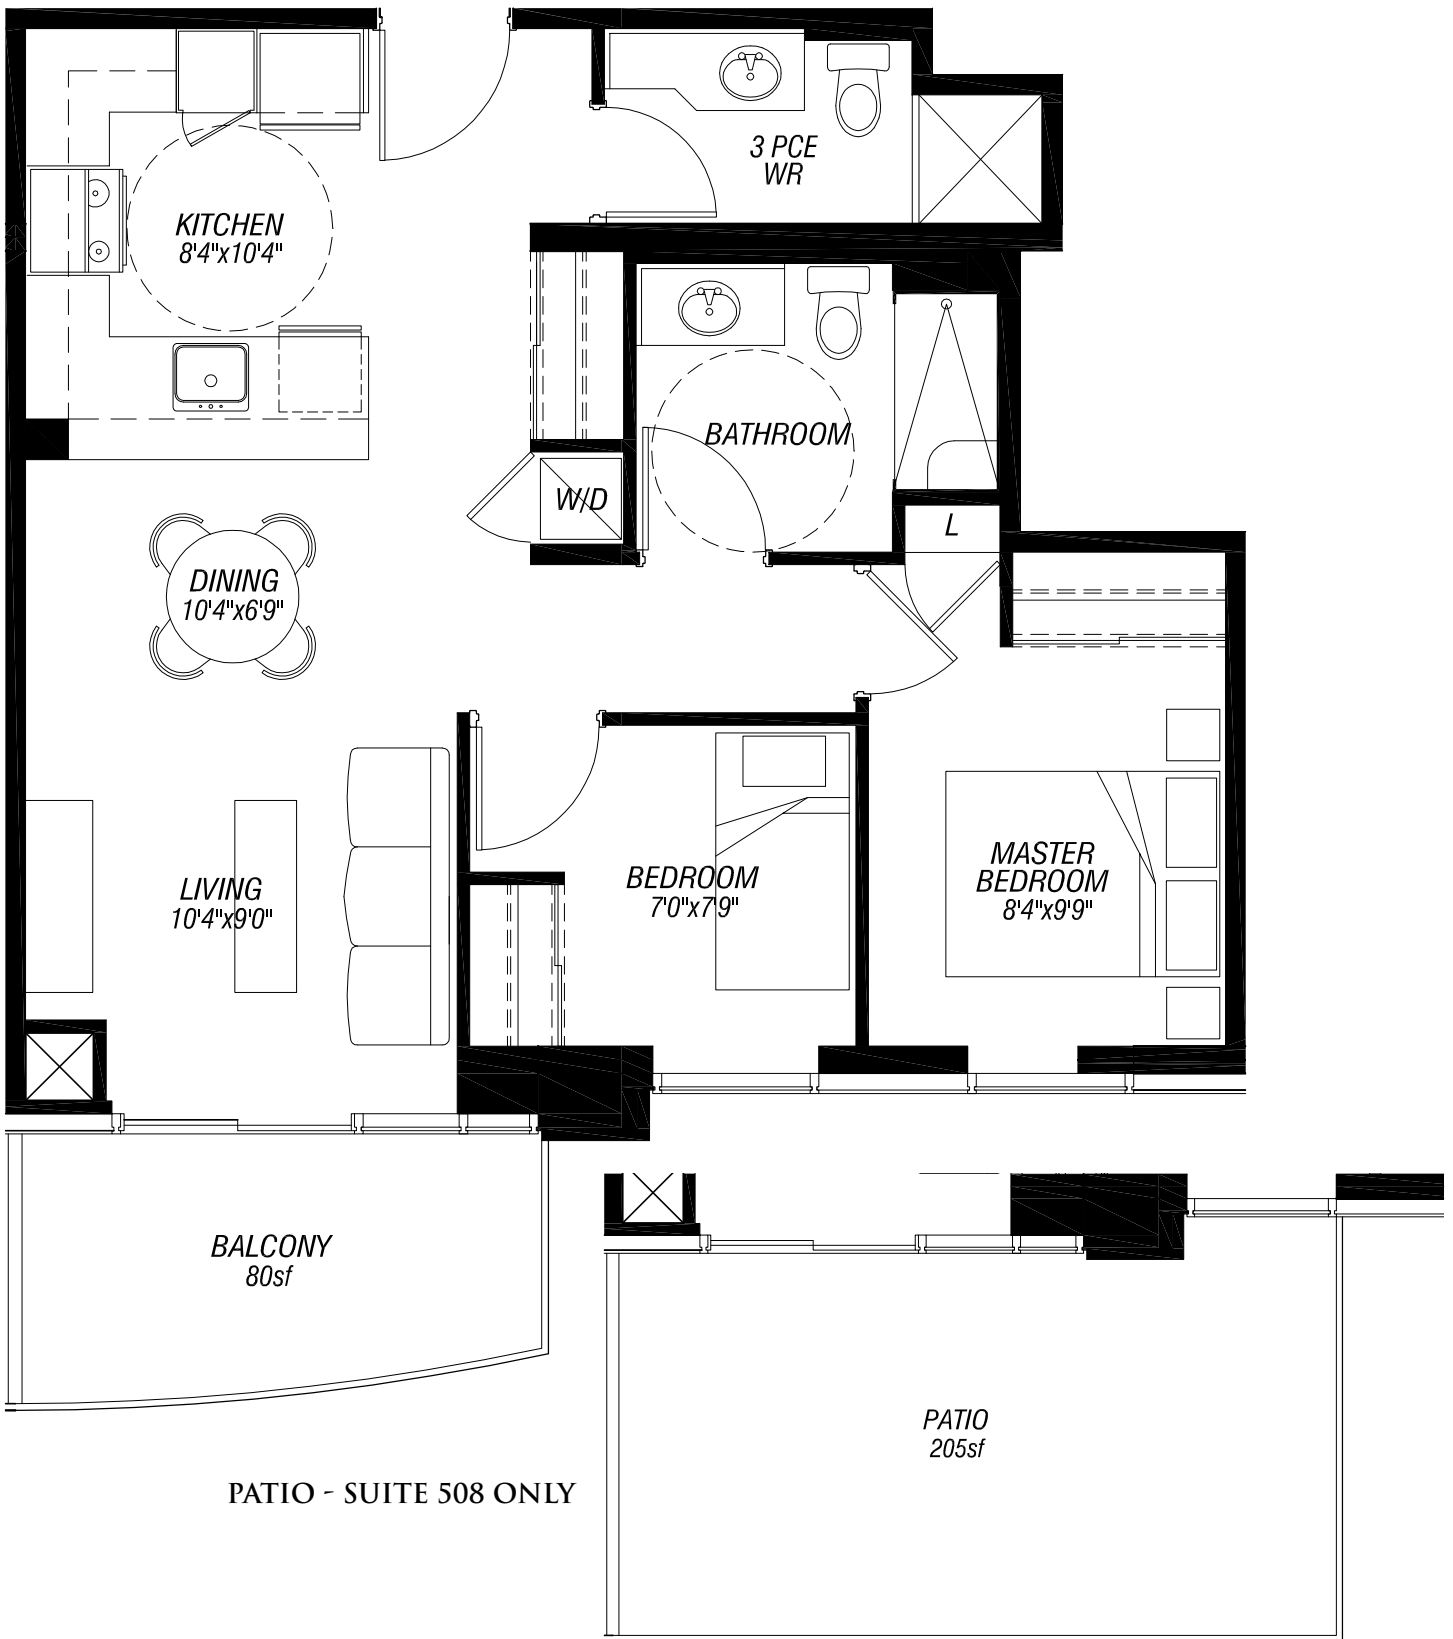 3 PCE
WR
KITCHEN
8'4"x10'4"
BATHROOM
W/D
L
DINING
10'4"x6'9"
LIVING
10'4"x9'0"
BEDROOM
7'0"x7'9"
MASTER
BEDROOM
8'4"x9'9"
BALCONY
80sf
PATIO
205sf
PATIO - SUITE 508 ONLY